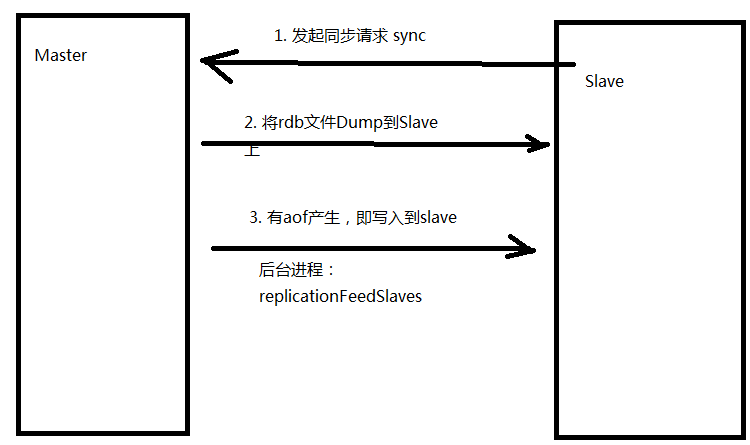 1. 发起同步请求 sync
Master
Slave
2. 将rdb文件Dump到Slave
上
3. 有aof产生，即写入到slave
后台进程：
replicationFeedSlaves